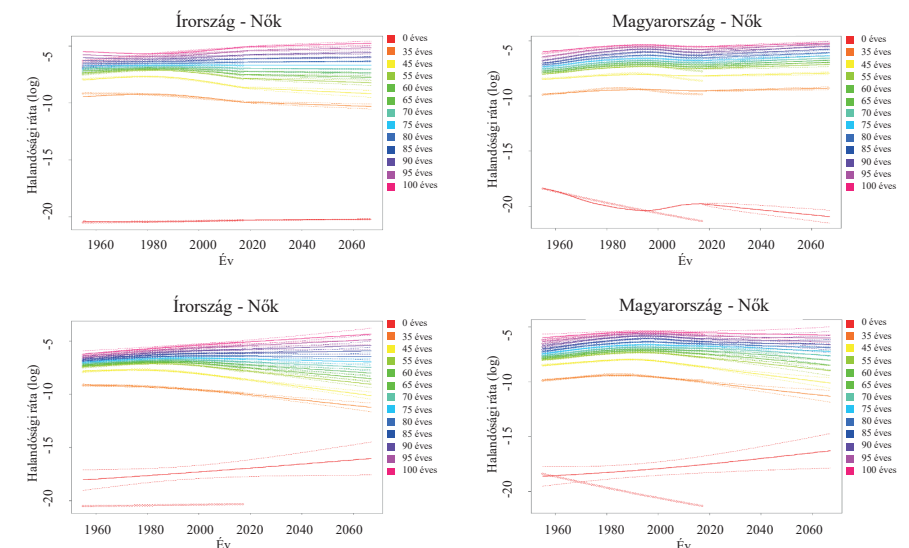 Írország - Nők
Halandósági ráta (log)
-5
-10
-15
-20
1960
1980
2000
2020
2040
2060
Év
0 éves
35 éves
45 éves
55 éves
60 éves
65 éves
70 éves
75 éves
80 éves
85 éves
90 éves
95 éves
100 éves
Magyarország - Nők
Halandósági ráta (log)
-5
-10
-15
-20
1960
1980
2000
2020
2040
2060
Év
0 éves
35 éves
45 éves
55 éves
60 éves
65 éves
70 éves
75 éves
80 éves
85 éves
90 éves
95 éves
100 éves
Írország - Nők
Halandósági ráta (log)
-5
-10
-15
-20
1960
1980
2000
2020
2040
2060
Év
0 éves
35 éves
45 éves
55 éves
60 éves
65 éves
70 éves
75 éves
80 éves
85 éves
90 éves
95 éves
100 éves
Magyarország - Nők
Halandósági ráta (log)
-5
-10
-15
-20
1960
1980
2000
2020
2040
2060
Év
0 éves
35 éves
45 éves
55 éves
60 éves
65 éves
70 éves
75 éves
80 éves
85 éves
90 éves
95 éves
100 éves